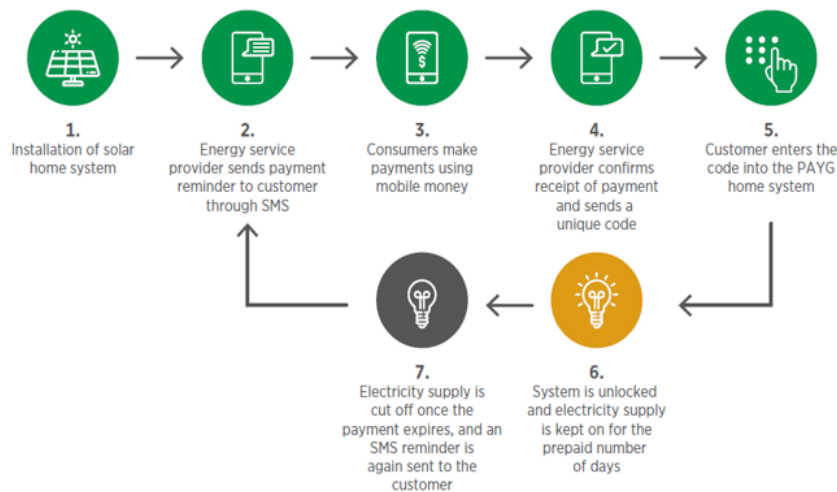 $
1.
Installation of solar
home system
2.
Energy service
provider sends payment
reminder to customer
through SMS
3.
Consumers make
payments using
mobile money
4.
Energy service
provider confirms
receipt of payment
and sends a
unique code
5.
Customer enters the
code into the PAYG
home system
7.
Electricity supply is
cut off once the
payment expires, and an
SMS reminder is
again sent to the
customer
6.
System is unlocked
and electricity supply
is kept on for the
prepaid number
of days